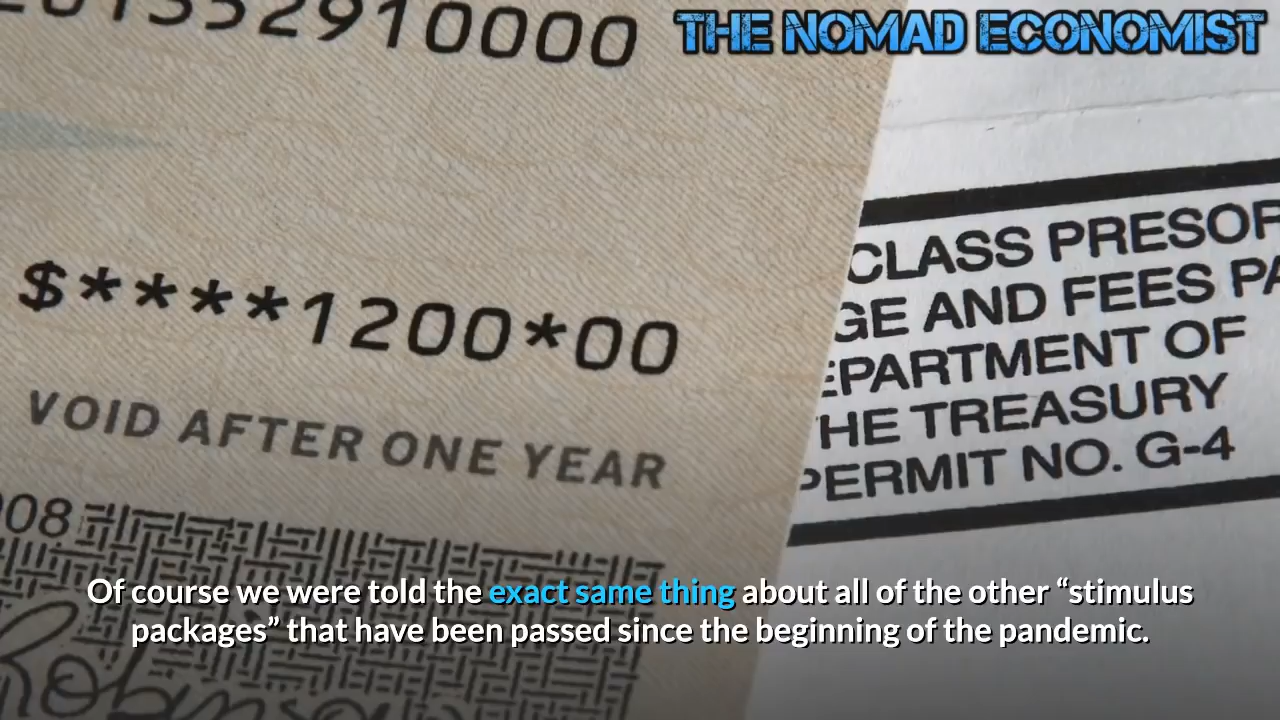 201552910000
THE NOMAD ECONOMIST
$****1200*00
VOID AFTER ONE YEAR
008
CLASS PRESOR
GE AND FEES PA
EPARTMENT OF
HE TREASURY
PERMIT NO. G-4
Of course we were told the exact same thing about all of the other “stimulus
packages” that have been passed since the beginning of the pandemic.